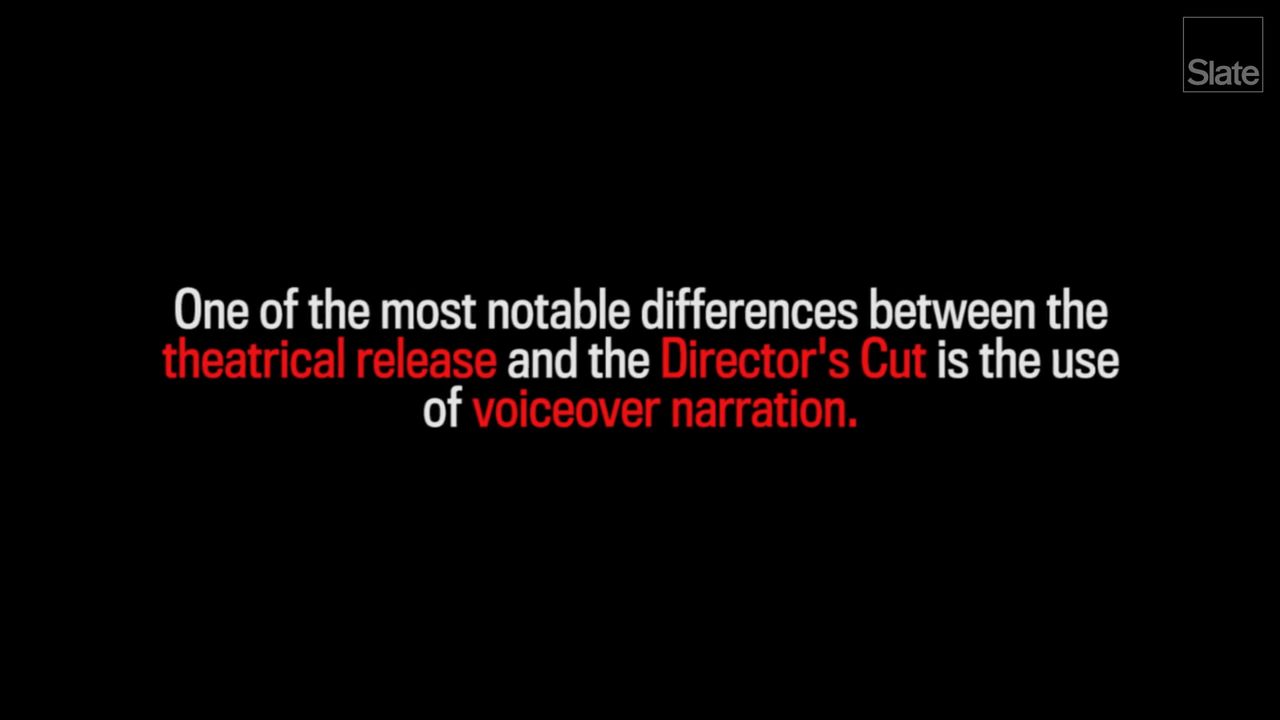 Slate
One of the most notable differences between the
theatrical release and the Director's Cut is the use
of voiceover narration.